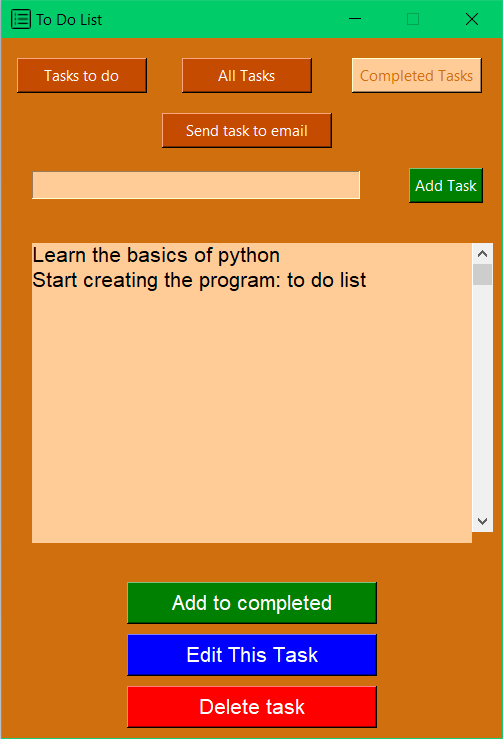 To Do List
Tasks to do
All Tasks
Completed Tasks
Send task to email
Add Task
Learn the basics of python
Start creating the program: to do list
Add to completed
Edit This Task
Delete task